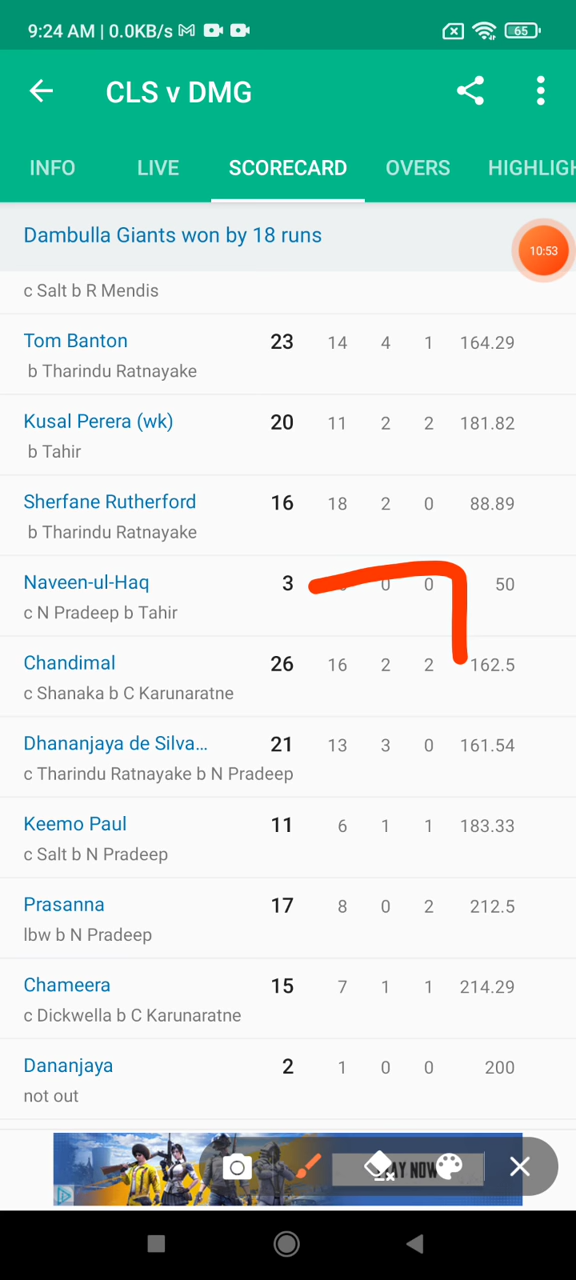 9:24 AM | 0.0KB/s
65
CLS v DMG
INFO LIVE SCORECARD OVERS HIGHLIGH
Dambulla Giants won by 18 runs
10:53
c Salt b R Mendis
Tom Banton 23 14 4 1 164.29
b Tharindu Ratnayake
Kusal Perera (wk) 20 11 2 2 181.82
b Tahir
Sherfane Rutherford 16 18 2 0 88.89
b Tharindu Ratnayake
Naveen-ul-Haq 3 0 0 50
c N Pradeep b Tahir
Chandimal 26 16 2 2 162.5
c Shanaka b C Karunaratne
Dhananjaya de Silva... 21 13 3 0 161.54
c Tharindu Ratnayake b N Pradeep
Keemo Paul 11 6 1 1 183.33
c Salt b N Pradeep
Prasanna 17 8 0 2 212.5
lbw b N Pradeep
Chameera 15 7 1 1 214.29
c Dickwella b C Karunaratne
Dananjaya 2 1 0 0 200
not out
NOW